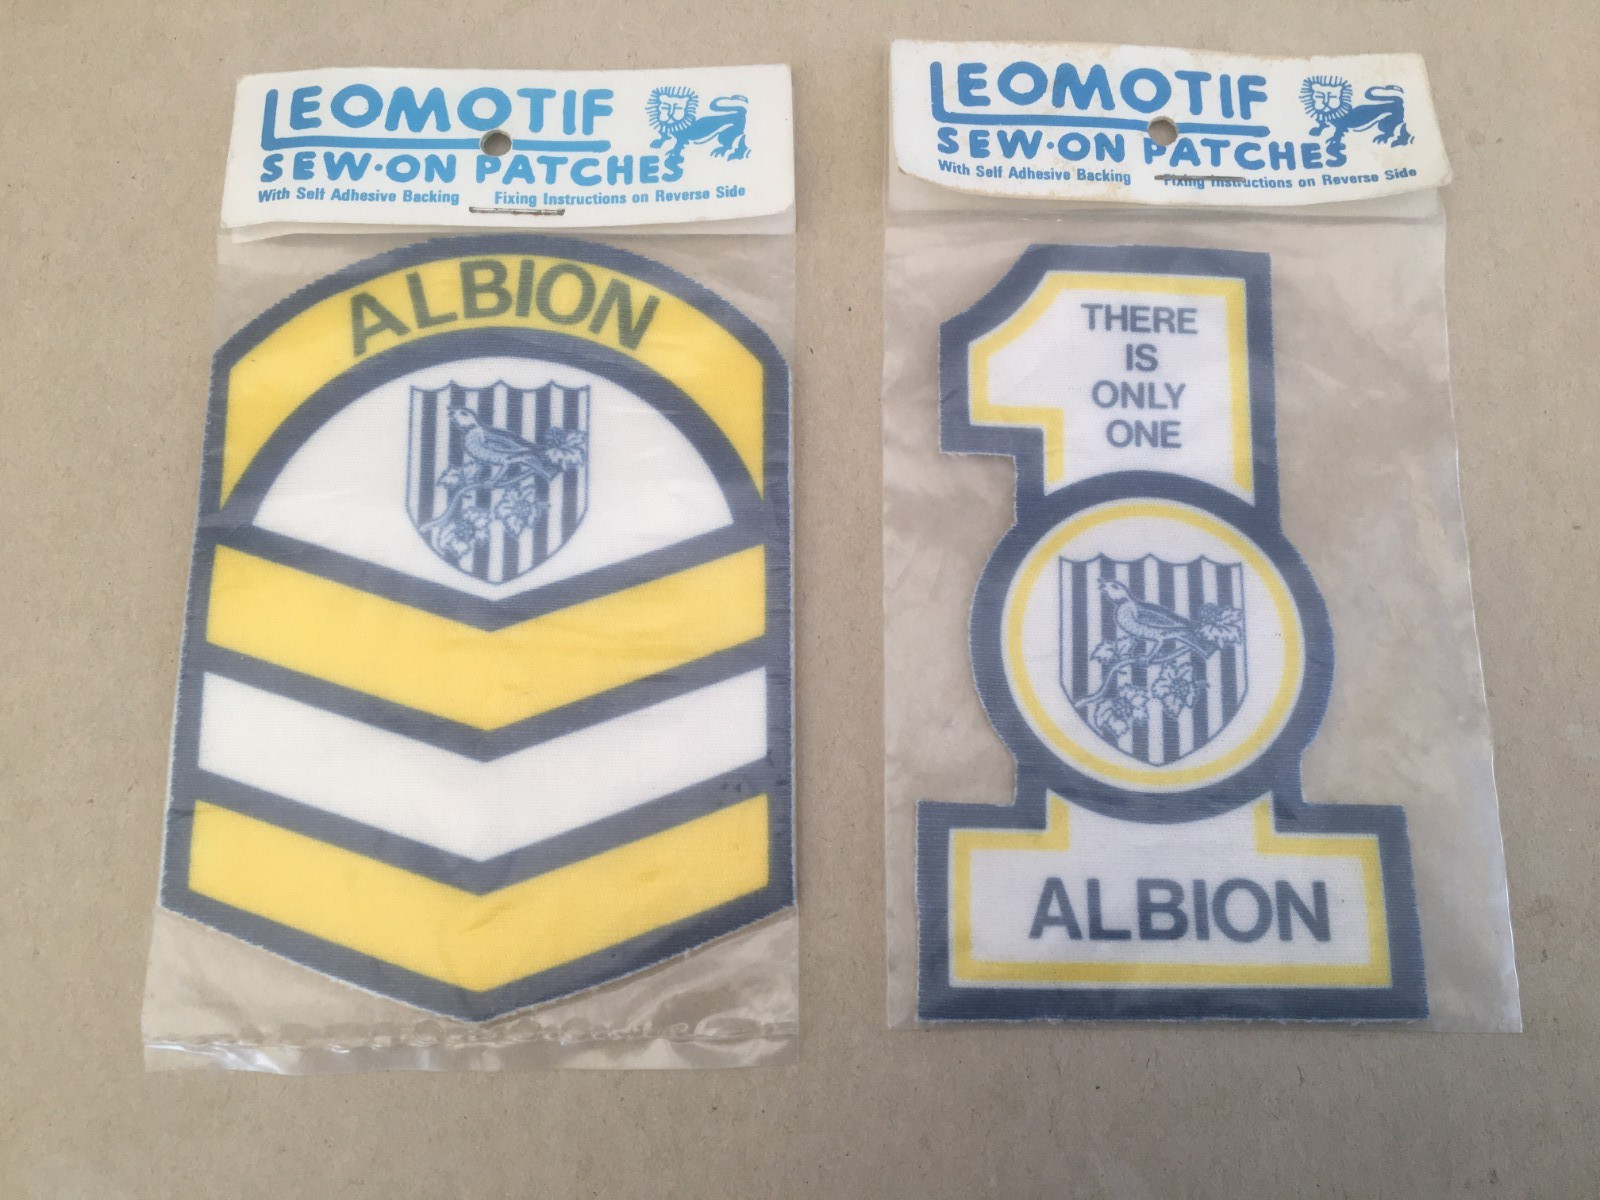 LEOMOTIF
SEW·ON PATCHES
With Self Adhesive Backing Fixing Instructions on Reverse Side
ALBION
LEOMOTIF
SEW·ON PATCHES
With Self Adhesive Backing Fixing Instructions on Reverse Side
THERE
IS
ONLY
ONE
ALBION